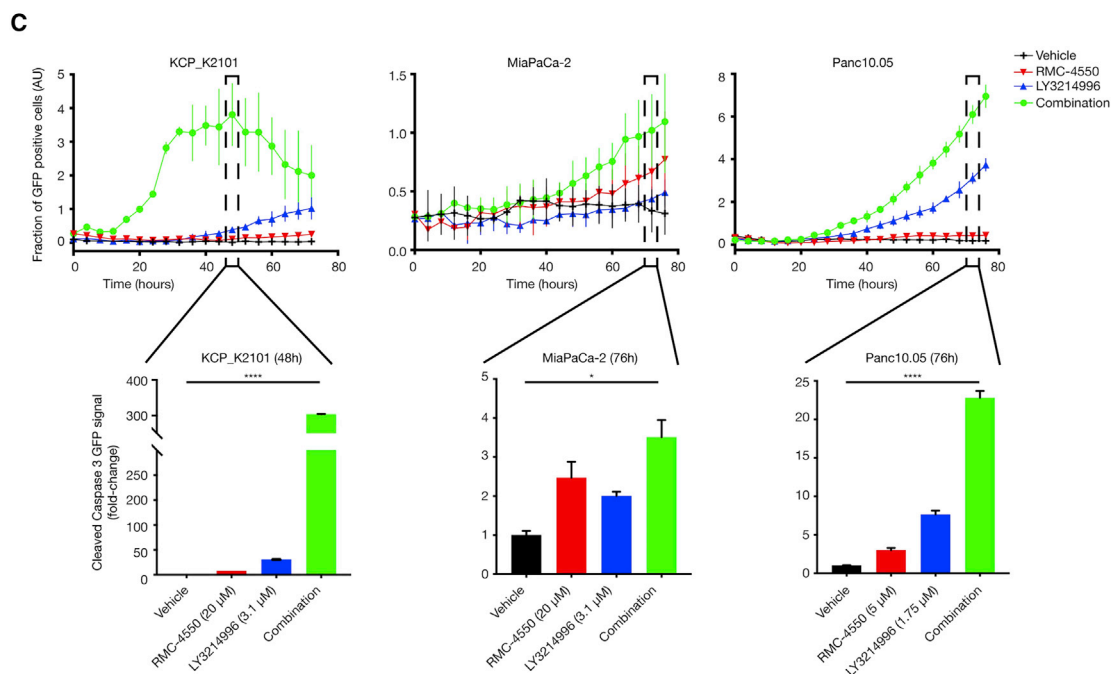 C
KCP_K2101
MiaPaCa-2
Panc10.05
Vehicle
RMC-4550
LY3214996
Combination
Fraction of GFP positive cells (AU)
5
4
3
2
1
0
0 20 40 60 80
Time (hours)
1.5
1.0
0.5
0.0
0 20 40 60 80
Time (hours)
8
6
4
2
0
0 20 40 60 80
Time (hours)
KCP_K2101 (48h)
MiaPaCa-2 (76h)
Panc10.05 (76h)
****
*
****
Cleaved Caspase 3 GFP signal
(fold-change)
400
300
250
200
100
50
0
Vehicle
RMC-4550 (20 µM)
LY3214996 (3.1 µM)
Combination
5
4
3
2
1
0
Vehicle
RMC-4550 (20 µM)
LY3214996 (3.1 µM)
Combination
25
20
15
10
5
0
Vehicle
RMC-4550 (5 µM)
LY3214996 (1.75 µM)
Combination